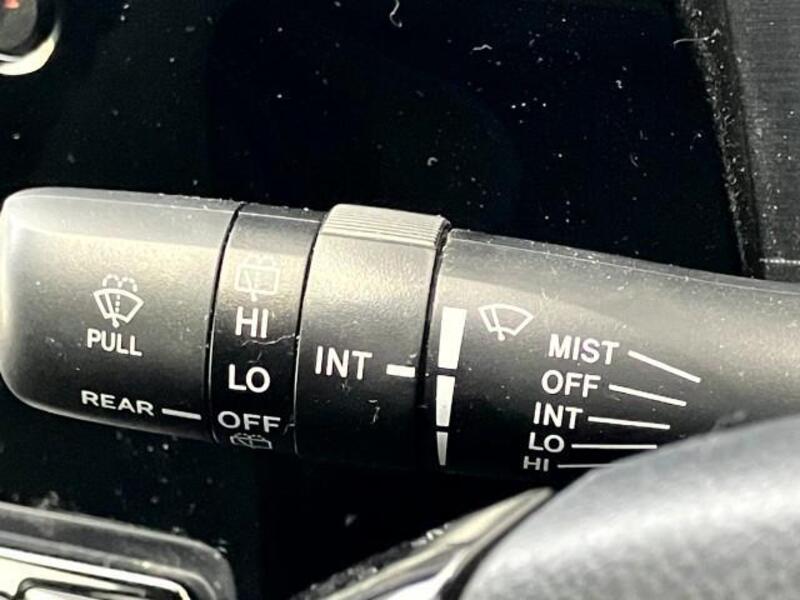 PULL
REAR
HI
LO
OFF
INT
MIST
OFF
INT
LO
HI